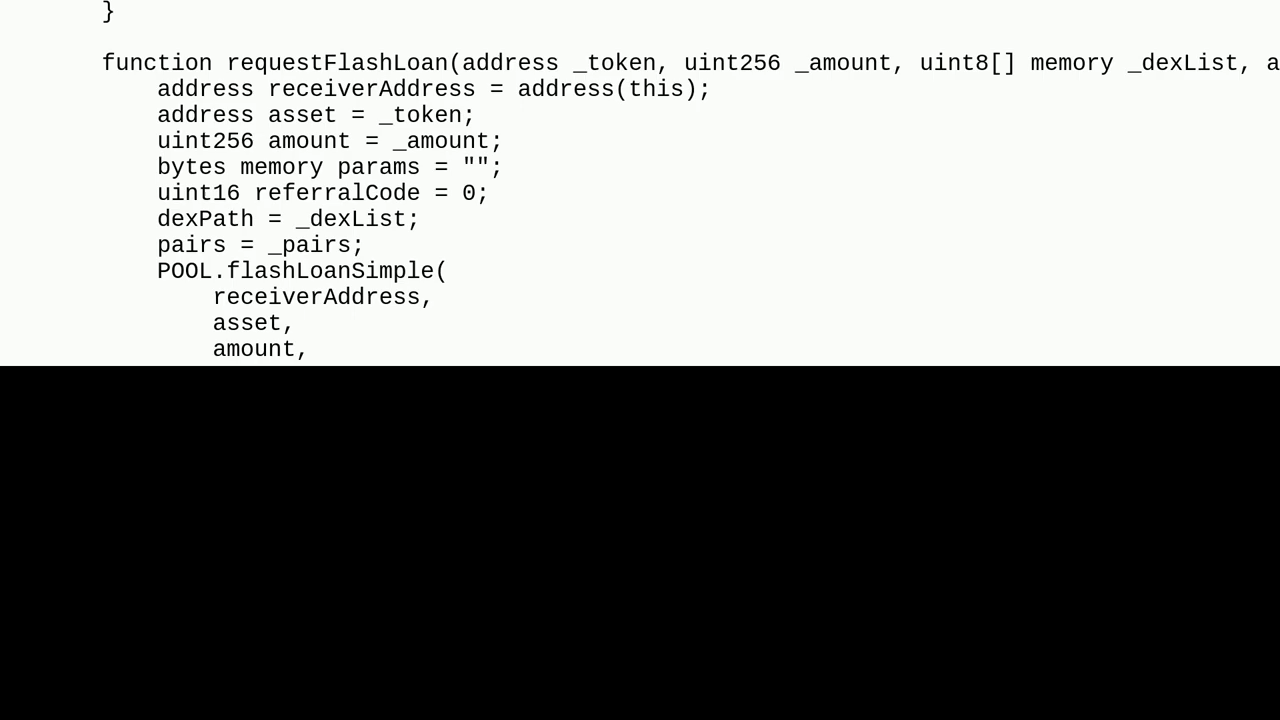 }
function requestFlashLoan(address _token, uint256 _amount, uint8[] memory _dexList, a
address receiverAddress = address(this);
address asset = _token;
uint256 amount = _amount;
bytes memory params = "";
uint16 referralCode = 0;
dexPath = _dexList;
pairs = _pairs;
POOL.flashLoanSimple(
receiverAddress,
asset,
amount,